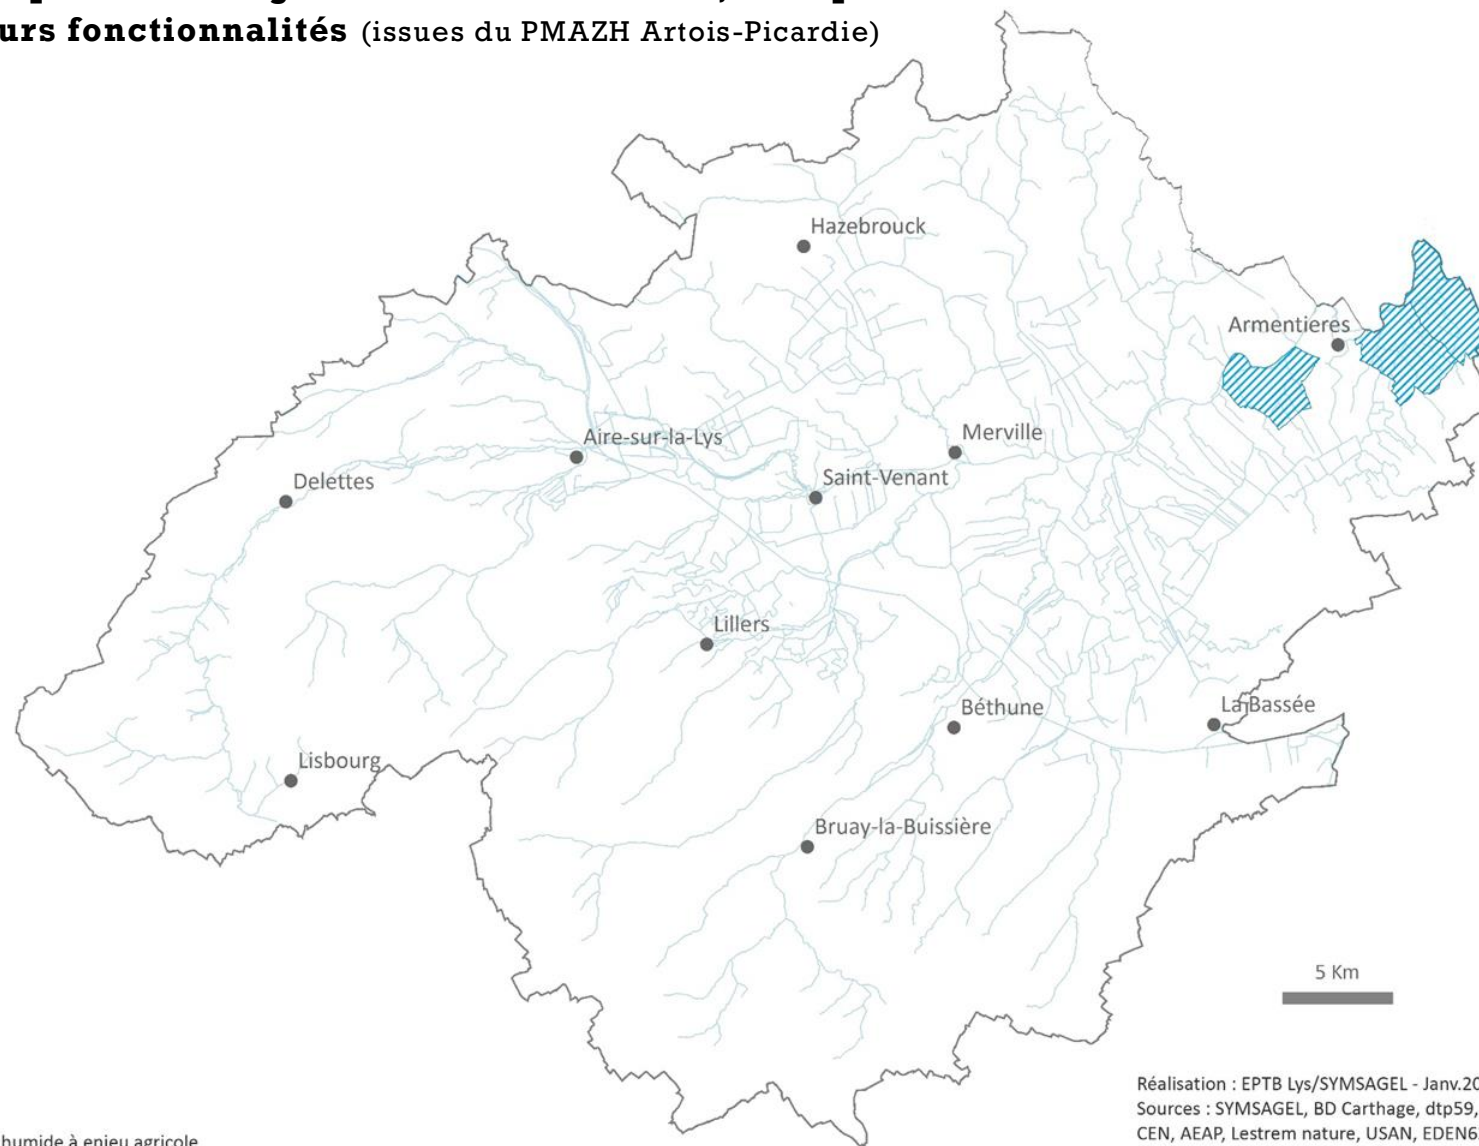 urs fonctionnalités (issues du PMAZH Artois-Picardie)
Hazebrouck
Armentieres
Merville
Aire-sur-la-Lys
Saint-Venant
Delettes
Lillers
La Bassée
Béthune
Lisbourg
Bruay-la-Buissière
5 Km
Réalisation : EPTB Lys/SYMSAGEL - Janv.20
Sources : SYMSAGEL, BD Carthage, dtp59,
CEN, AEAP, Lestrem nature, USAN, EDEN6
humide à enjeu agricole